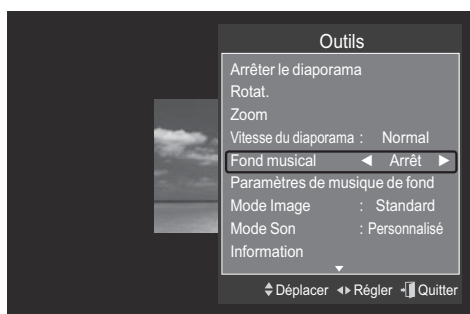 Outils
Arrêter le diaporama
Rotat.
Zoom
Vitesse du diaporama : Normal
Fond musical ◄ Arrêt ►
Paramètres de musique de fond
Mode Image : Standard
Mode Son : Personnalisé
Information
Déplacer Régler Quitter